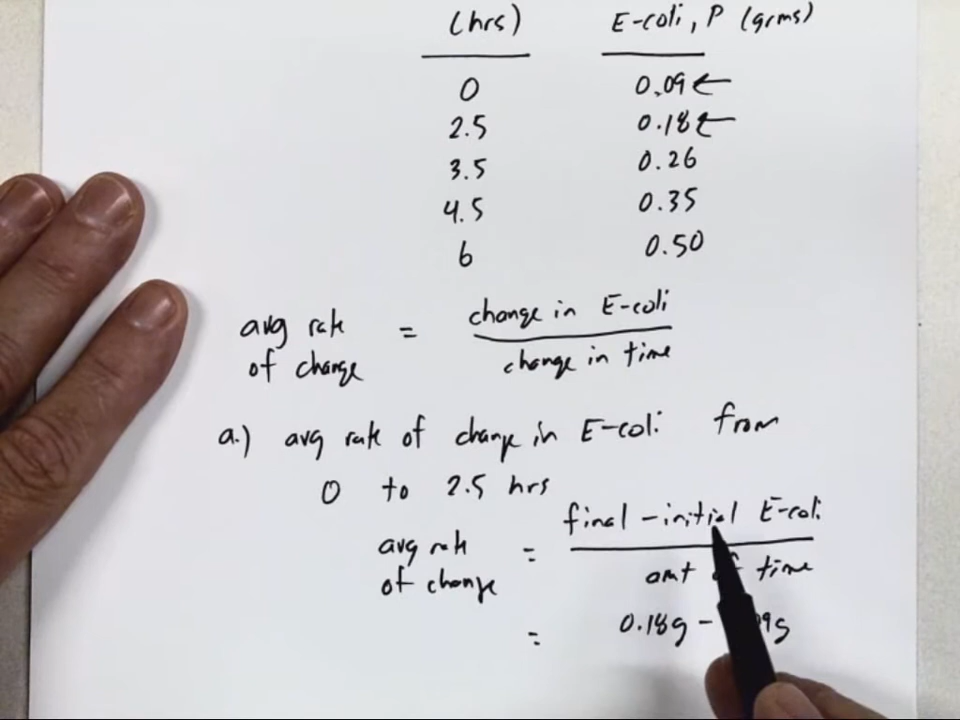 (hrs) E-coli, P (grms)
0 0.09 ←
2.5 0.18 ←
3.5 0.26
4.5 0.35
6 0.50
avg rate of change = change in E-coli / change in time
a.) avg rate of change in E-coli from
0 to 2.5 hrs
avg rate of change = final - initial E-coli / amt time
= 0.18g -